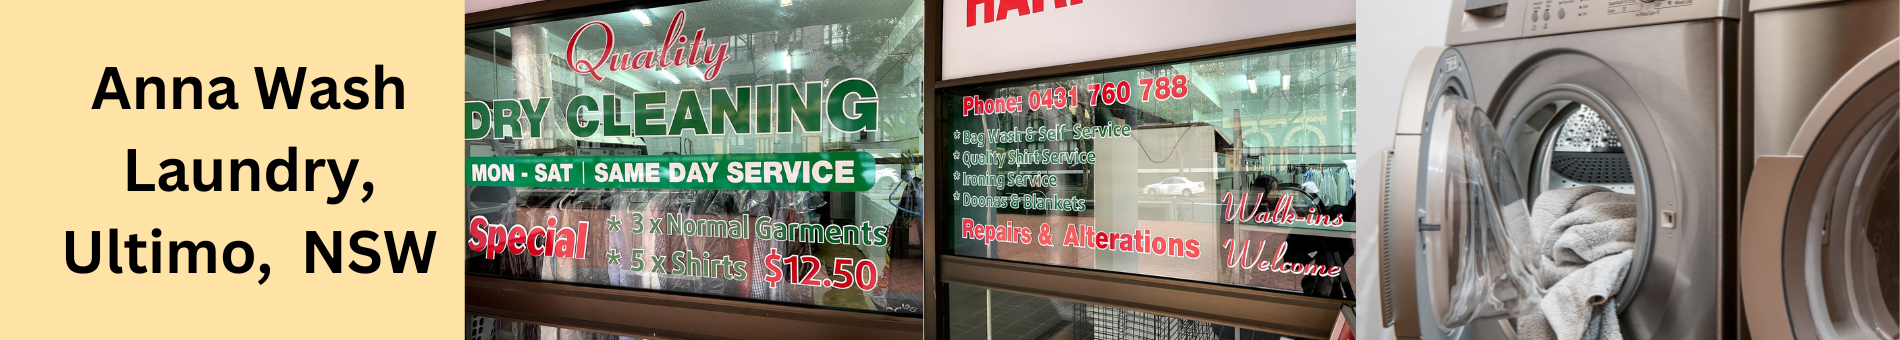 Anna Wash
Laundry,
Ultimo, NSW
Quality
DRY CLEANING
MON - SAT | SAME DAY SERVICE
Special * 3 x Normal Garments
* 5 x Shirts $12.50
Phone: 0431 760 788
* Bag Wash & Self Service
* Quality Shirt Service
* Ironing Service
* Doonas & Blankets
Repairs & Alterations
Walk-ins
Welcome